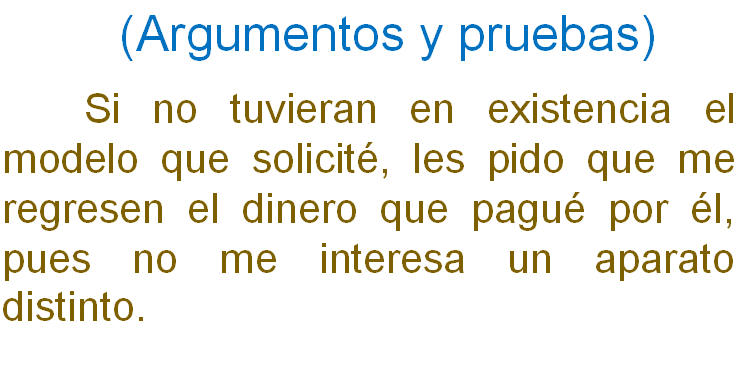 (Argumentos y pruebas)
Si no tuvieran en existencia el
modelo que solicité, les pido que me
regresen el dinero que pagué por él,
pues no me interesa un aparato
distinto.